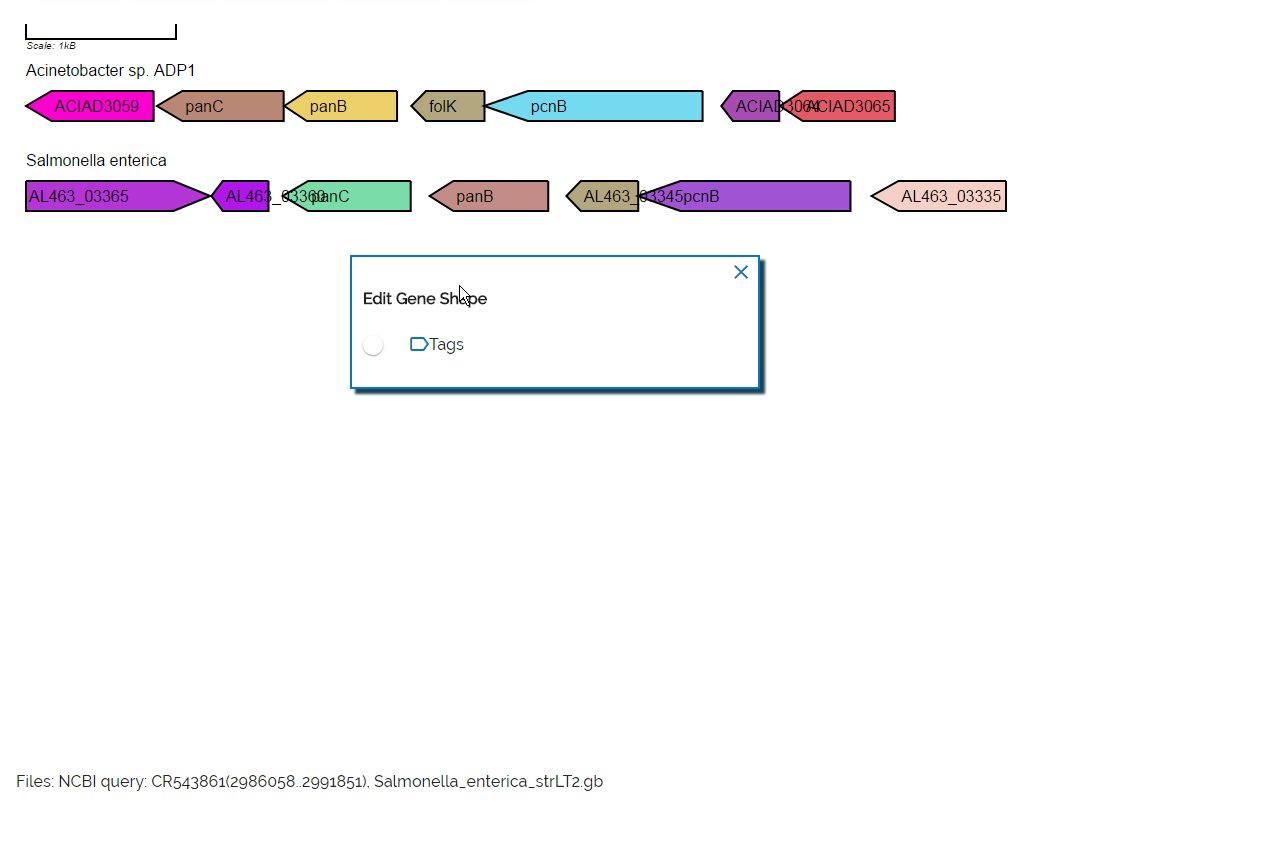 Scale: 1kB
Acinetobacter sp. ADP1
ACIAD3059 panC panB folK pcnB ACIAD3064 ACIAD3065
Salmonella enterica
AL463_03365 AL463_03360 panC panB AL463_03345 pcnB AL463_03335
Edit Gene Shape
Tags
Files: NCBI query: CR543861(2986058..2991851), Salmonella_enterica_strLT2.gb